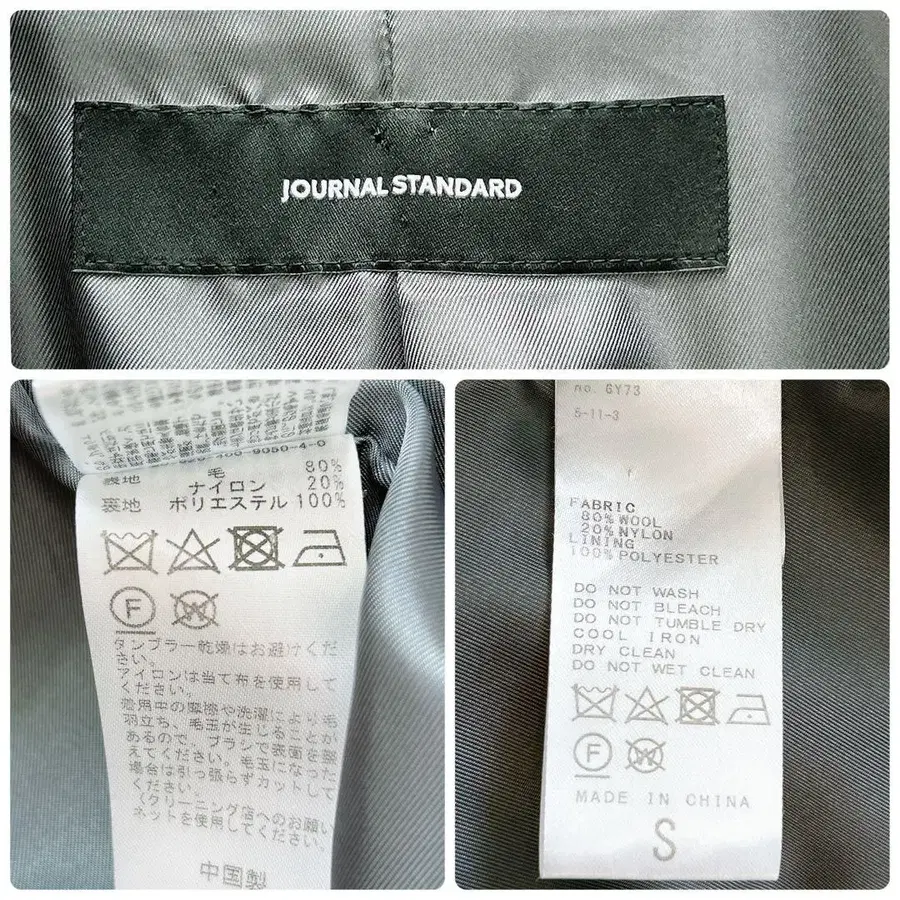 JOURNAL STANDARD
表地 毛 80%
ナイロン 20%
裏地 ポリエステル 100%
F
W
タンブラー乾燥はお避けくだ
さい。
アイロンは当て布を使用して
ください。
着用中の摩擦や洗濯により毛
羽立ち、毛玉が生じることが
あるので、ブラシで表面を整
えてください。毛玉になった
場合は引っ張らずカットして
ください。
〈クリーニング店へのお願い
ネットを使用してください。
中国製
no. GY73
5-11-3
FABRIC
80% WOOL
20% NYLON
LINING
100% POLYESTER
DO NOT WASH
DO NOT BLEACH
DO NOT TUMBLE DRY
COOL IRON
DRY CLEAN
DO NOT WET CLEAN
F
W
MADE IN CHINA
S